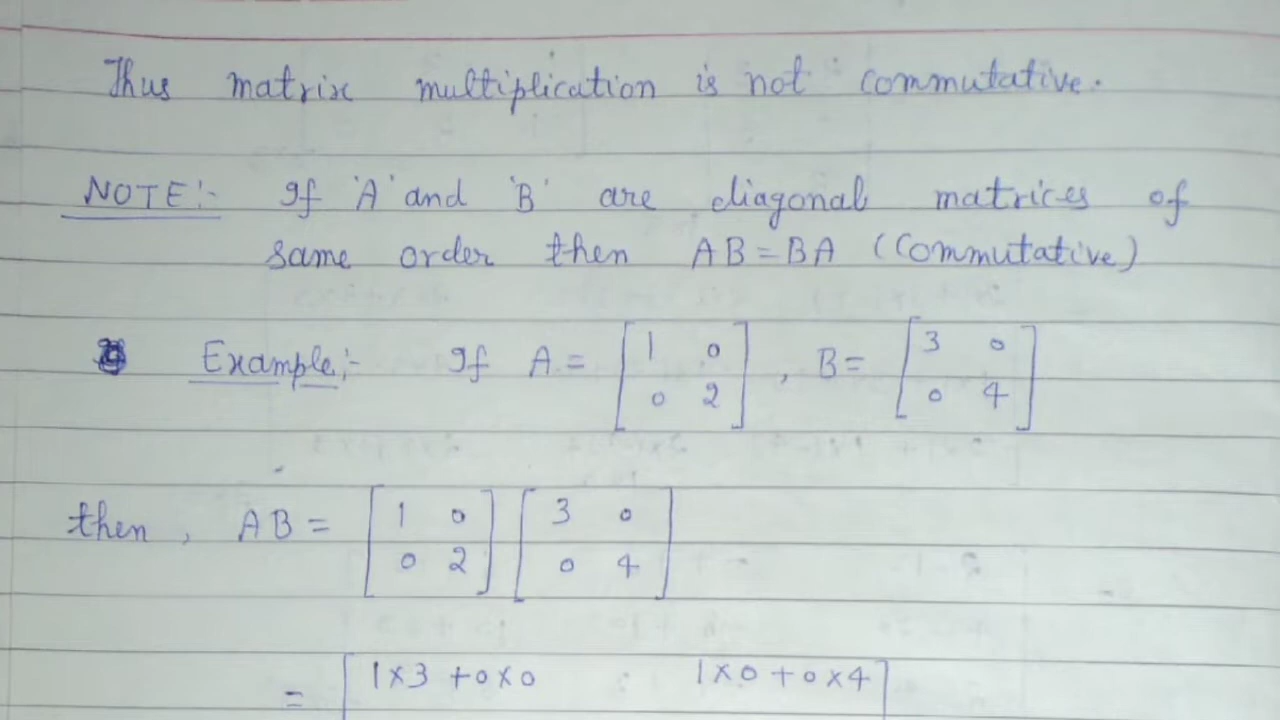 Thus matrix multiplication is not commutative.
NOTE:- If 'A' and 'B' are diagonal matrices of
same order then AB=BA (Commutative)
Example:- If A = [1 0 , B= [3 0
0 2] 0 4]
then, AB = [1 0] [3 0]
0 2 0 4
= [1×3 +0×0 1×0+0×4]